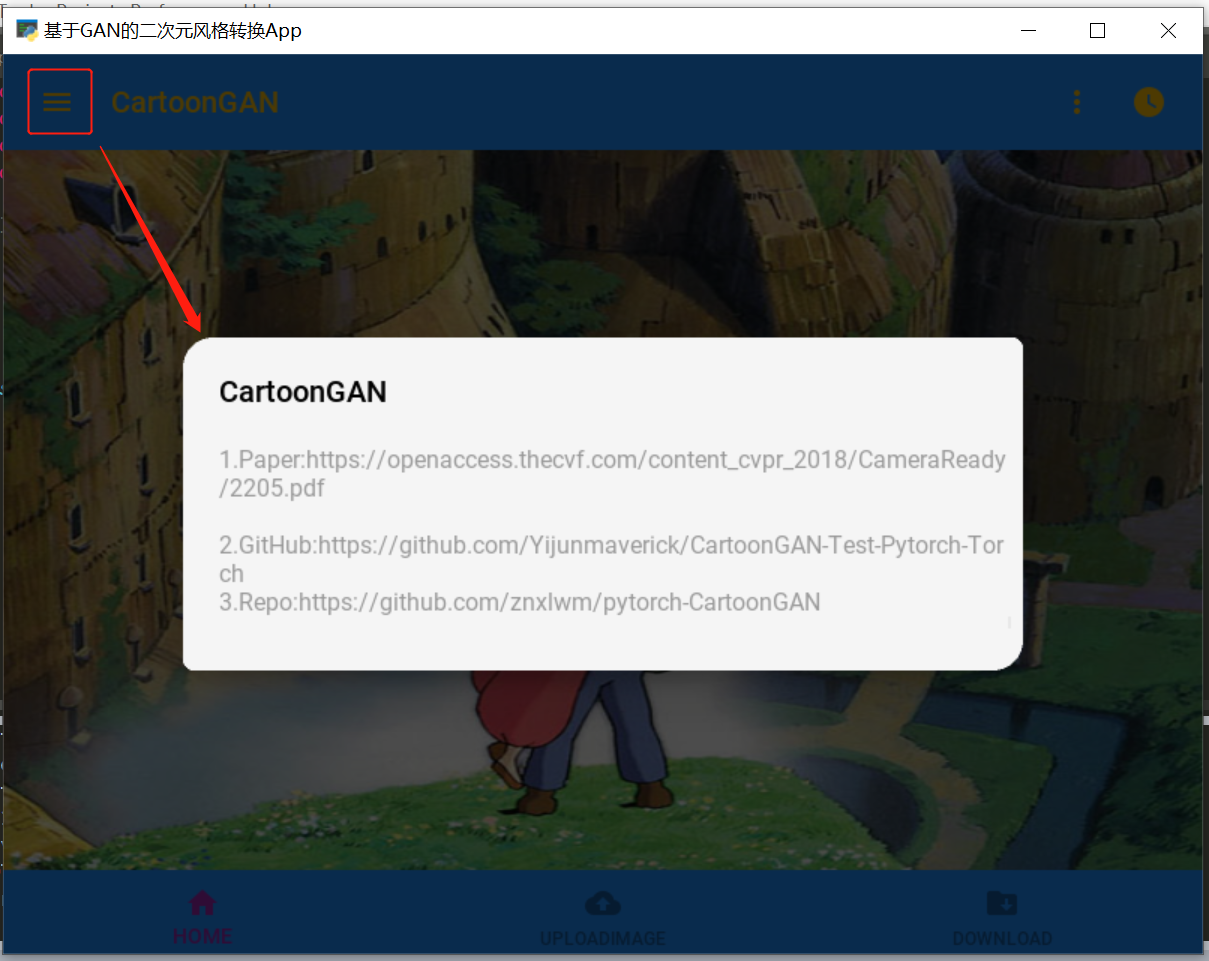 基于GAN的二次元风格转换App
CartoonGAN
CartoonGAN
1.Paper:https://openaccess.thecvf.com/content_cvpr_2018/CameraReady
/2205.pdf
2.GitHub:https://github.com/Yijunmaverick/CartoonGAN-Test-Pytorch-Tor
ch
3.Repo:https://github.com/znxlwm/pytorch-CartoonGAN
HOME
UPLOADIMAGE
DOWNLOAD